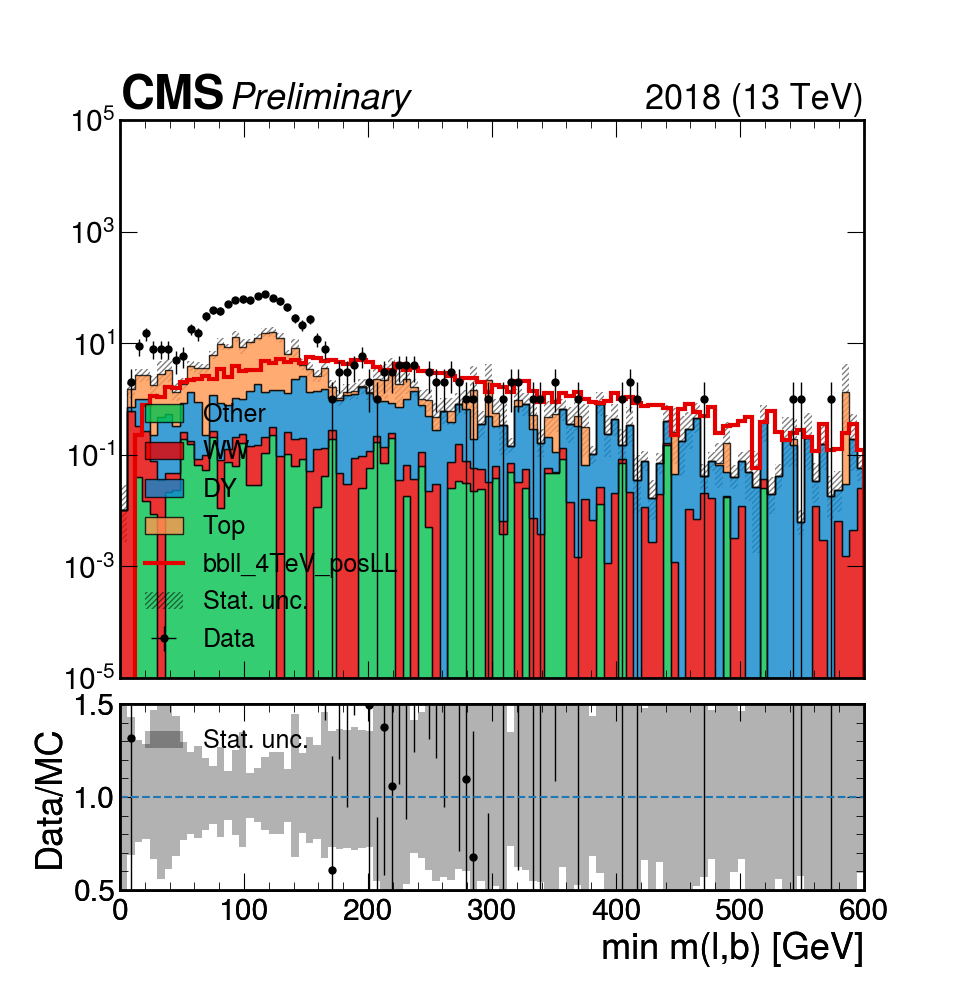 CMS Preliminary 2018 (13 TeV)
10^5
10^3
10^1
10^-1
10^-3
10^-5
Other
WW
DY
Top
bbll_4TeV_posLL
Stat. unc.
Data
1.5
1.0
0.5
Data/MC
Stat. unc.
0 100 200 300 400 500 600
min m(l,b) [GeV]